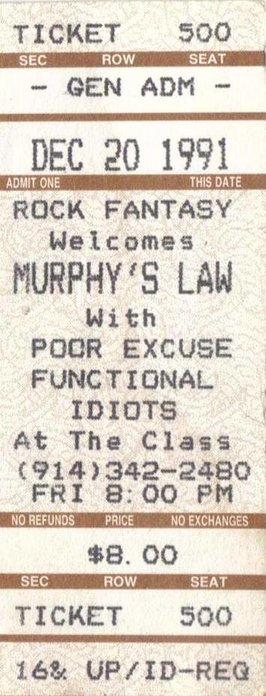 TICKET 500
SEC ROW SEAT
- GEN ADM -
DEC 20 1991
ADMIT ONE THIS DATE
ROCK FANTASY
Welcomes
MURPHY'S LAW
With
POOR EXCUSE
FUNCTIONAL
IDIOTS
At The Class
(914)342-2480
FRI 8:00 PM
NO REFUNDS PRICE NO EXCHANGES
$8.00
SEC ROW SEAT
TICKET 500
16& UP/ID-REQ